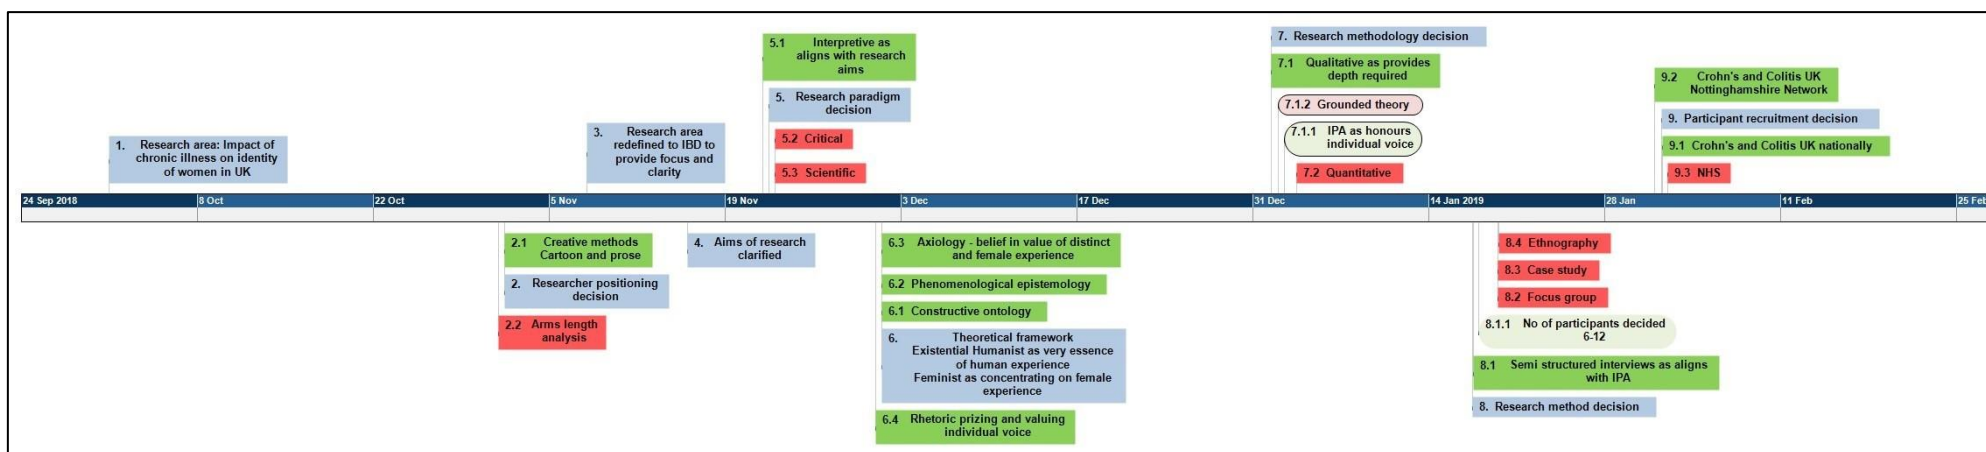 5.1 Interpretive as
aligns with research
aims
5. Research paradigm
decision
5.2 Critical
5.3 Scientific
1. Research area: Impact of
chronic illness on identity
of women in UK
3. Research area
redefined to IBD to
provide focus and
clarity
7. Research methodology decision
7.1 Qualitative as provides
depth required
7.1.2 Grounded theory
7.1.1 IPA as honours
individual voice
7.2 Quantitative
9.2 Crohn's and Colitis UK
Nottinghamshire Network
9. Participant recruitment decision
9.1 Crohn's and Colitis UK nationally
9.3 NHS
24 Sep 2018 8 Oct 22 Oct 5 Nov 19 Nov 3 Dec 17 Dec 31 Dec 14 Jan 2019 28 Jan 11 Feb 25 Feb
2.1 Creative methods
Cartoon and prose
2. Researcher positioning
decision
2.2 Arms length
analysis
4. Aims of research
clarified
6.3 Axiology - belief in value of distinct
and female experience
6.2 Phenomenological epistemology
6.1 Constructive ontology
6. Theoretical framework
Existential Humanist as very essence
of human experience
Feminist as concentrating on female
experience
6.4 Rhetoric prizing and valuing
individual voice
8.4 Ethnography
8.3 Case study
8.2 Focus group
8.1.1 No of participants decided
6-12
8.1 Semi structured interviews as aligns
with IPA
8. Research method decision